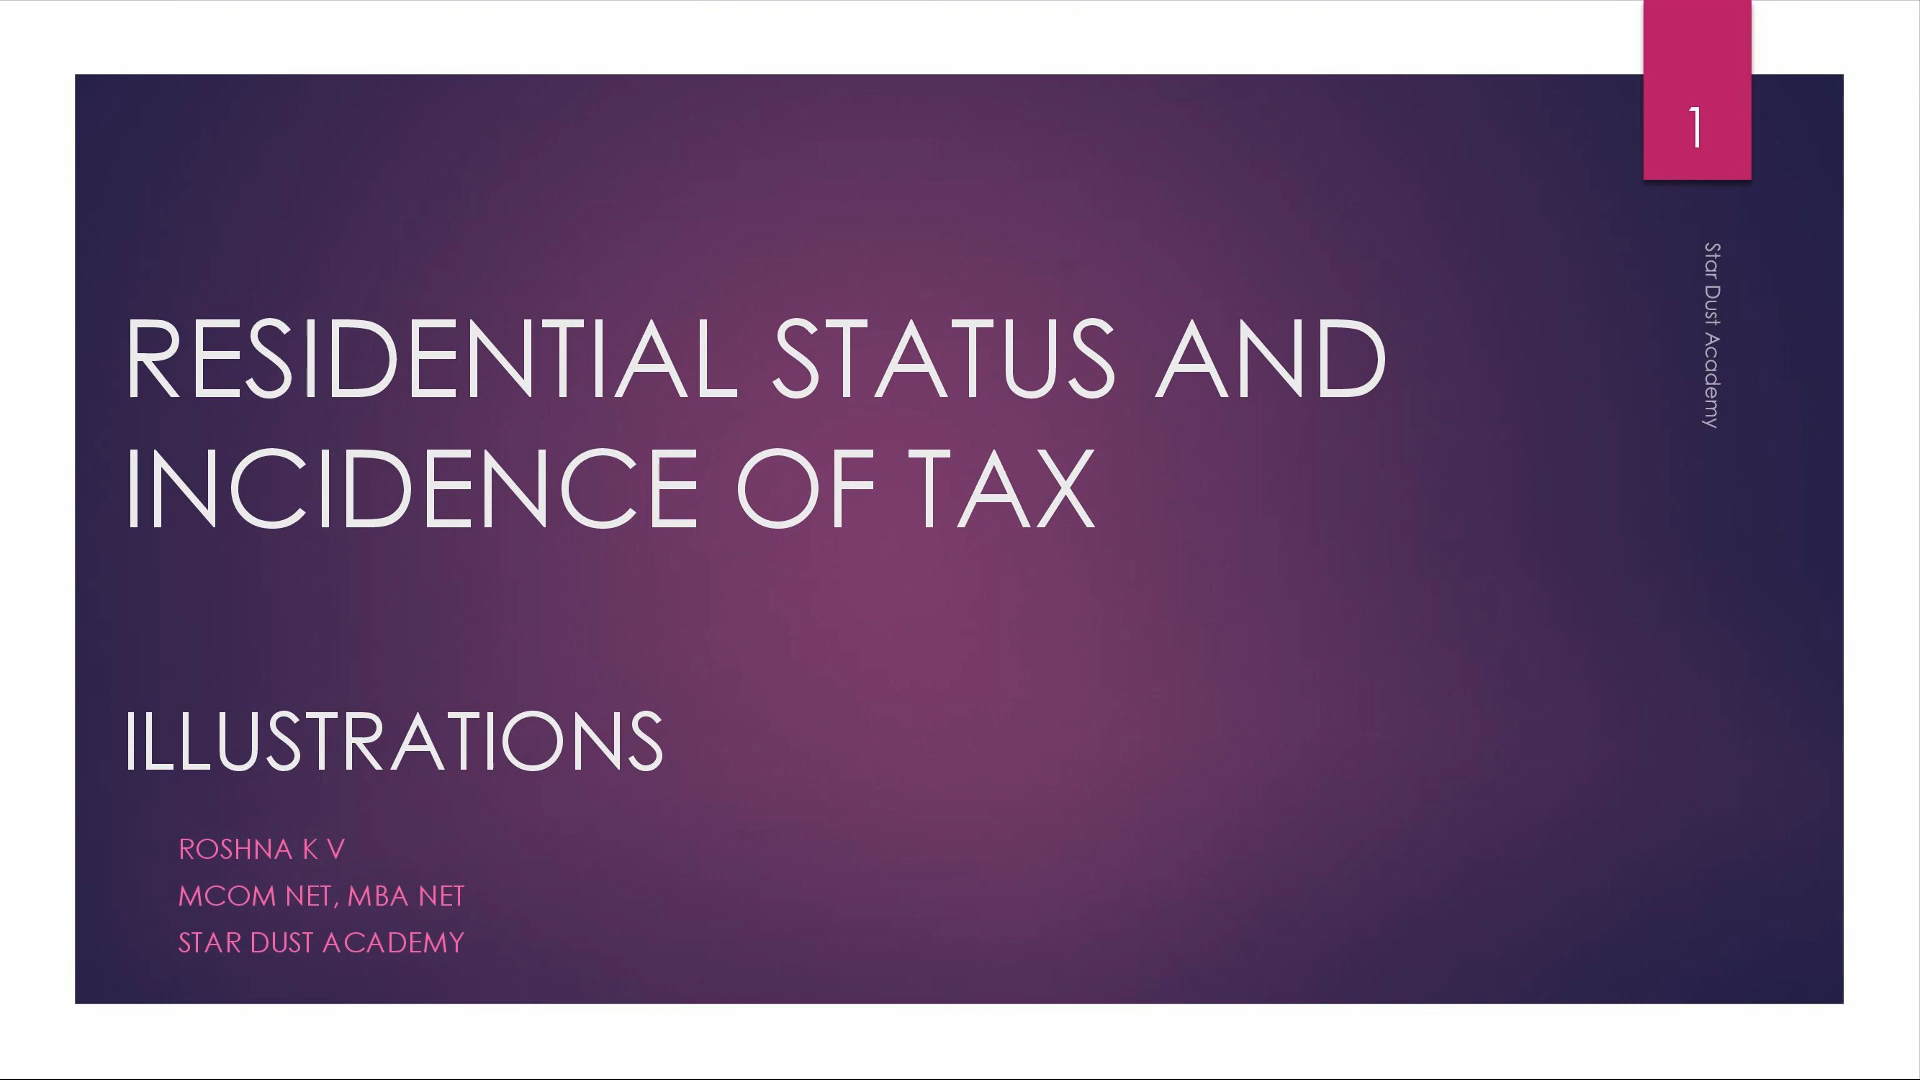 1
Star Dust Academy
RESIDENTIAL STATUS AND
INCIDENCE OF TAX
ILLUSTRATIONS
ROSHNA K V
MCOM NET, MBA NET
STAR DUST ACADEMY